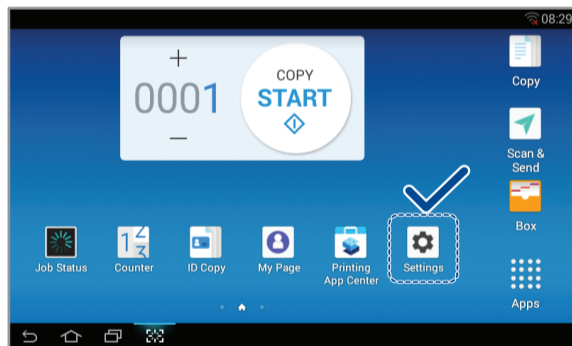 08:29
+
0001
−
COPY
START
Copy
Scan &
Send
Box
Job Status
Counter
ID Copy
My Page
Printing
App Center
Settings
Apps